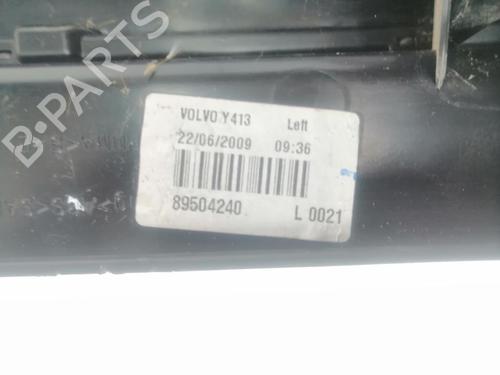 VOLVO Y413 Left
22/06/2009 09:36
89504240 L 0021
B-PARTS